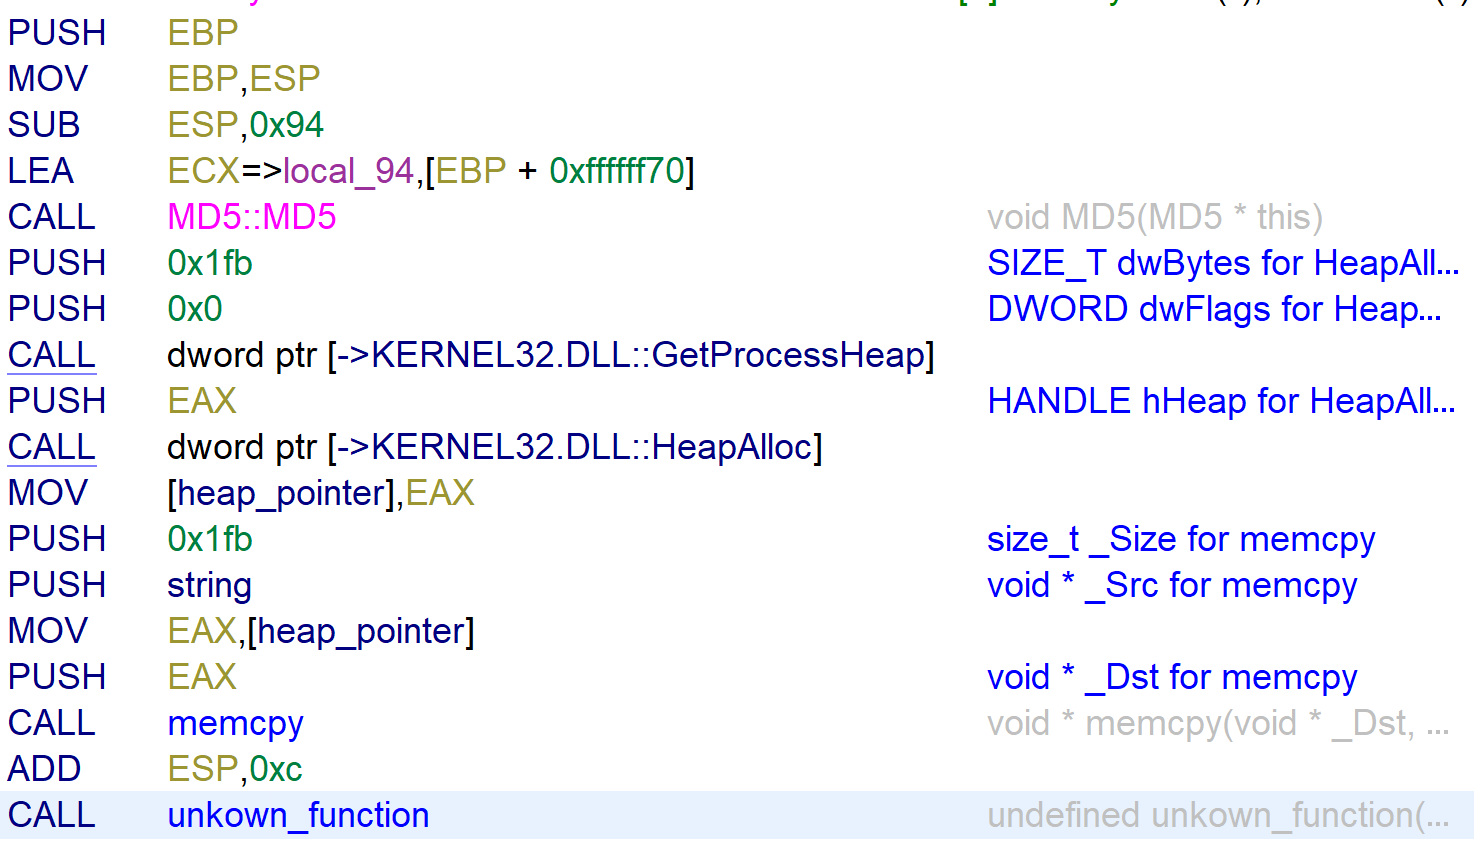 PUSH EBP
MOV EBP,ESP
SUB ESP,0x94
LEA ECX=>local_94,[EBP + 0xffffff70]
CALL MD5::MD5 void MD5(MD5 * this)
PUSH 0x1fb SIZE_T dwBytes for HeapAll...
PUSH 0x0 DWORD dwFlags for Heap...
CALL dword ptr [->KERNEL32.DLL::GetProcessHeap]
PUSH EAX HANDLE hHeap for HeapAll...
CALL dword ptr [->KERNEL32.DLL::HeapAlloc]
MOV [heap_pointer],EAX
PUSH 0x1fb size_t _Size for memcpy
PUSH string void * _Src for memcpy
MOV EAX,[heap_pointer]
PUSH EAX void * _Dst for memcpy
CALL memcpy void * memcpy(void * _Dst, ...
ADD ESP,0xc
CALL unkown_function undefined unkown_function(...